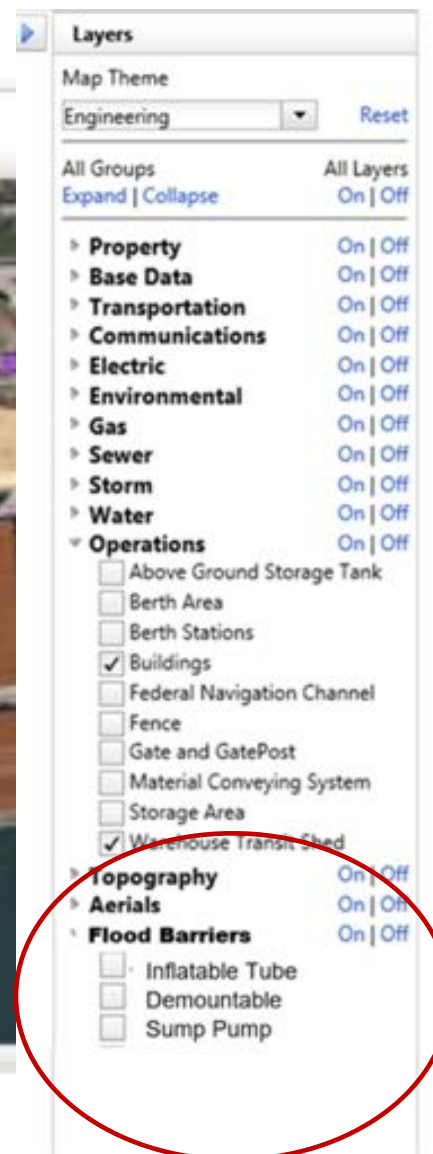 Layers
Map Theme
Engineering Reset
All Groups All Layers
Expand | Collapse On | Off
Property On | Off
Base Data On | Off
Transportation On | Off
Communications On | Off
Electric On | Off
Environmental On | Off
Gas On | Off
Sewer On | Off
Storm On | Off
Water On | Off
Operations On | Off
Above Ground Storage Tank
Berth Area
Berth Stations
Buildings
Federal Navigation Channel
Fence
Gate and GatePost
Material Conveying System
Storage Area
Warehouse Transit Shed
Topography On | Off
Aerials On | Off
Flood Barriers On | Off
Inflatable Tube
Demountable
Sump Pump